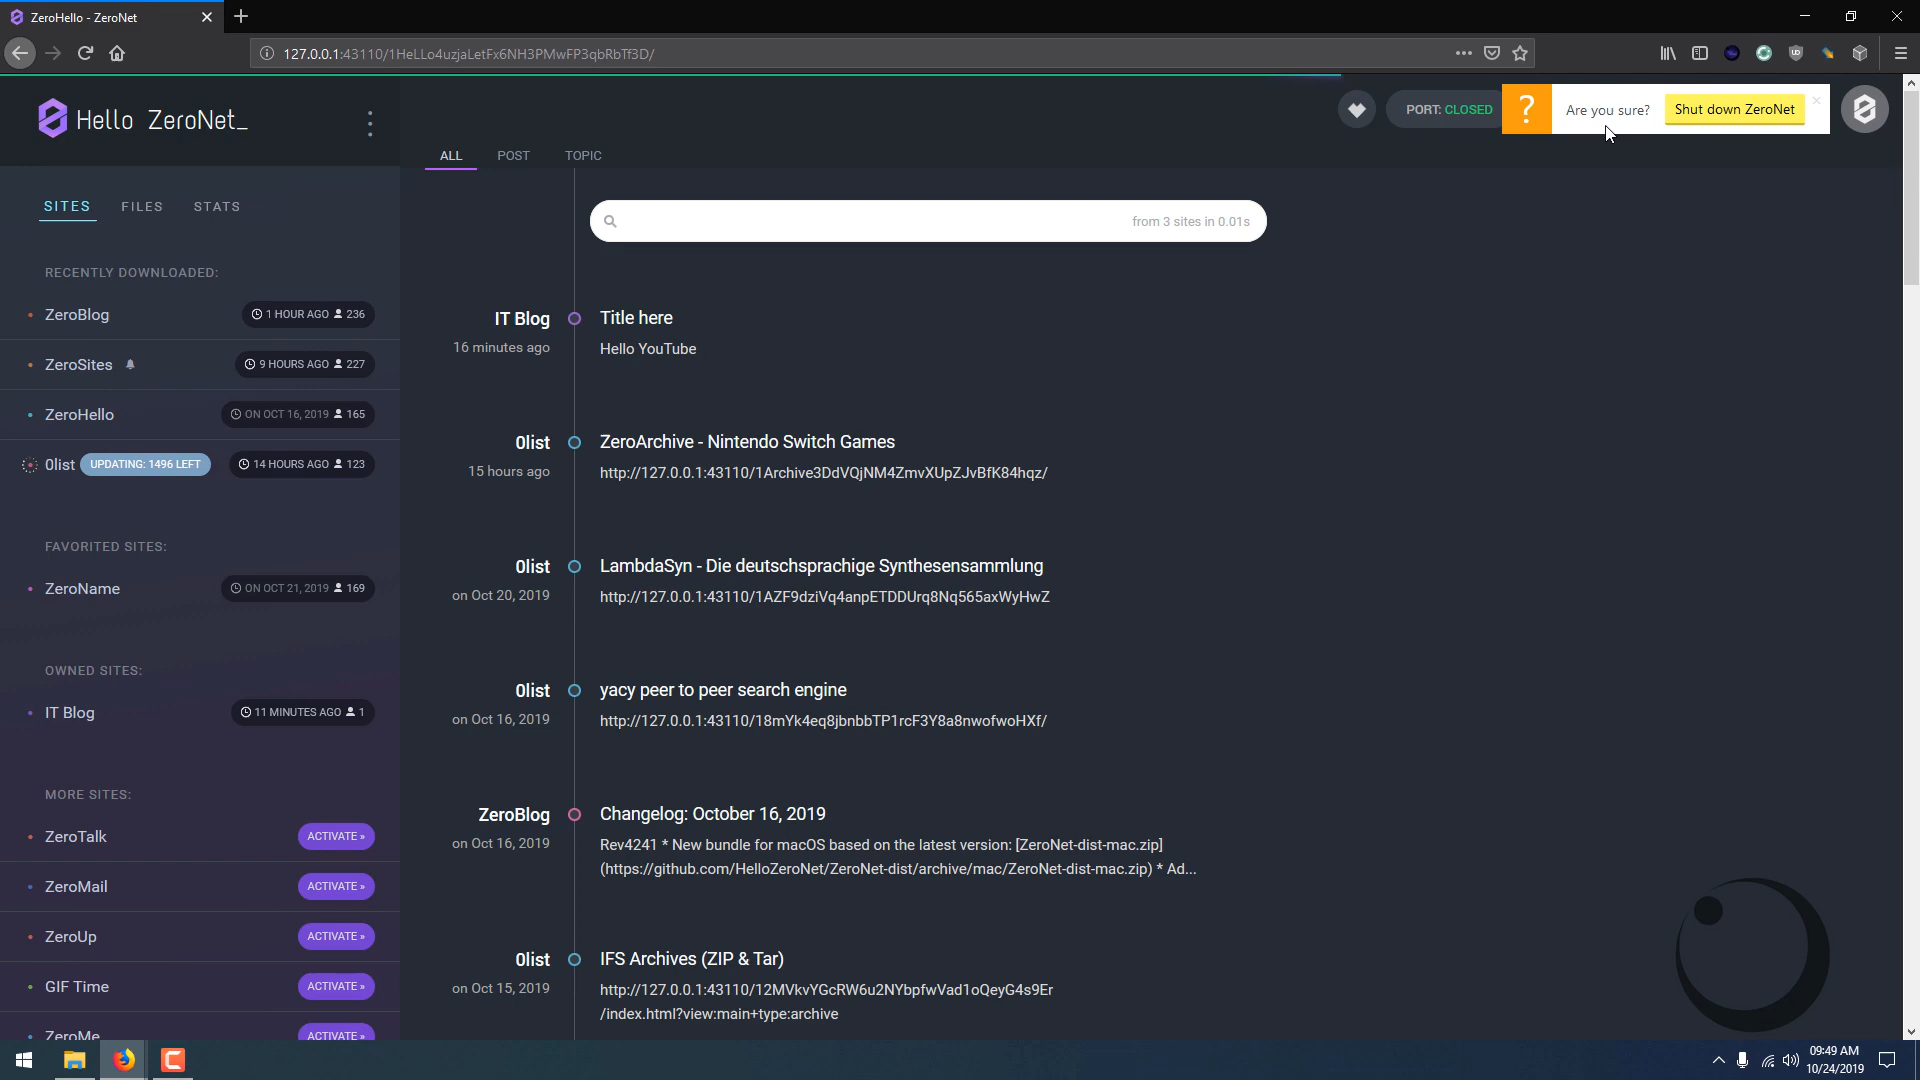 ZeroHello - ZeroNet
127.0.0.1:43110/1HeLLo4uzjaLetFx6NH3PMwFP3qbRbTf3D/
Hello ZeroNet_
PORT: CLOSED
?
Are you sure?
Shut down ZeroNet
ALL POST TOPIC
SITES FILES STATS
from 3 sites in 0.01s
RECENTLY DOWNLOADED:
ZeroBlog 1 HOUR AGO 236
ZeroSites 9 HOURS AGO 227
ZeroHello ON OCT 16, 2019 165
0list UPDATING: 1496 LEFT 14 HOURS AGO 123
FAVORITED SITES:
ZeroName ON OCT 21, 2019 169
OWNED SITES:
IT Blog 11 MINUTES AGO 1
MORE SITES:
ZeroTalk ACTIVATE »
ZeroMail ACTIVATE »
ZeroUp ACTIVATE »
GIF Time ACTIVATE »
ZeroMe ACTIVATE »
IT Blog Title here
16 minutes ago Hello YouTube
0list ZeroArchive - Nintendo Switch Games
15 hours ago http://127.0.0.1:43110/1Archive3DdVQjNM4ZmvXUpZJvBfK84hqz/
0list LambdaSyn - Die deutschsprachige Synthesensammlung
on Oct 20, 2019 http://127.0.0.1:43110/1AZF9dziVq4anpETDDUrq8Nq565axWyHwZ
0list yacy peer to peer search engine
on Oct 16, 2019 http://127.0.0.1:43110/18mYk4eq8jbnbbTP1rcF3Y8a8nwofwoHXf/
ZeroBlog Changelog: October 16, 2019
on Oct 16, 2019 Rev4241 * New bundle for macOS based on the latest version: [ZeroNet-dist-mac.zip]
(https://github.com/HelloZeroNet/ZeroNet-dist/archive/mac/ZeroNet-dist-mac.zip) * Ad...
0list IFS Archives (ZIP & Tar)
on Oct 15, 2019 http://127.0.0.1:43110/12MVkvYGcRW6u2NYbpfwVad1oQeyG4s9Er
/index.html?view:main+type:archive
09:49 AM
10/24/2019